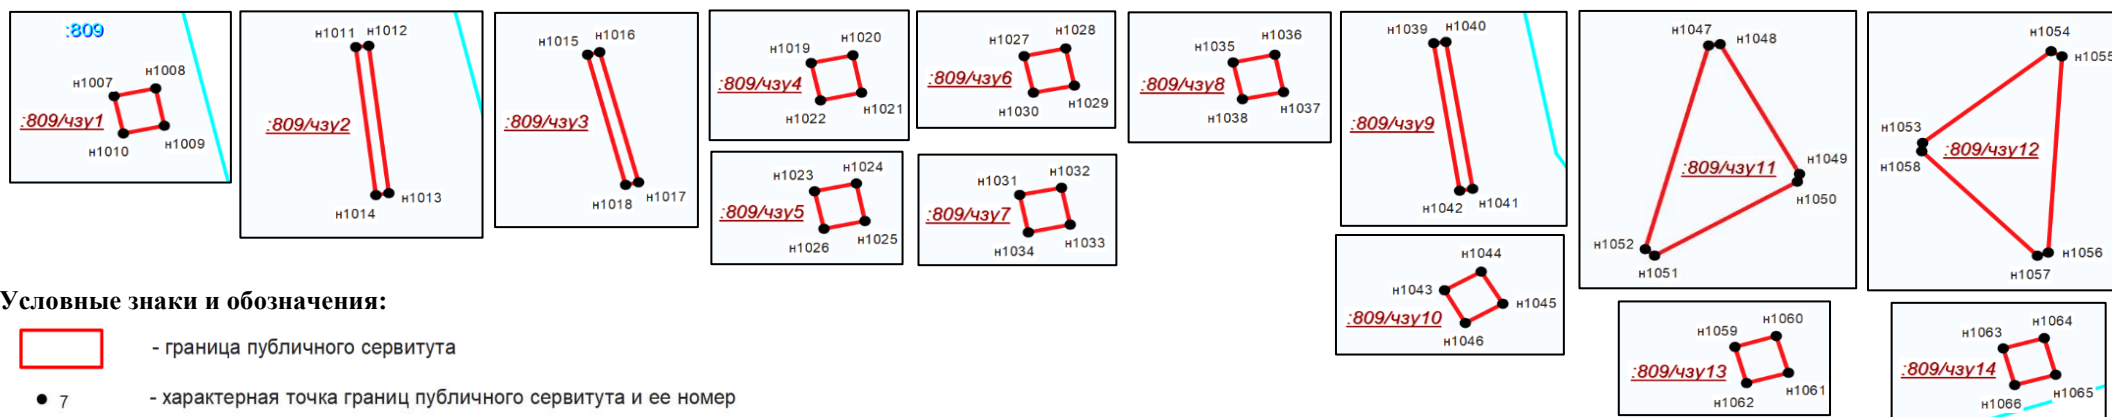 :809
н1007
н1008
:809/чзу1
н1010
н1009
н1011
н1012
:809/чзу2
н1014
н1013
н1015
н1016
:809/чзу3
н1018
н1017
н1019
н1020
:809/чзу4
н1022
н1021
н1023
н1024
:809/чзу5
н1026
н1025
н1027
н1028
:809/чзу6
н1030
н1029
н1031
н1032
:809/чзу7
н1034
н1033
н1035
н1036
:809/чзу8
н1038
н1037
н1039
н1040
:809/чзу9
н1042
н1041
н1044
н1043
н1045
:809/чзу10
н1046
н1047
н1048
н1049
:809/чзу11
н1050
н1052
н1051
н1054
н1055
н1053
:809/чзу12
н1058
н1056
н1057
н1060
н1059
:809/чзу13
н1061
н1062
н1064
н1063
:809/чзу14
н1065
н1066
Условные знаки и обозначения:
- граница публичного сервитута
7 - характерная точка границ публичного сервитута и ее номер